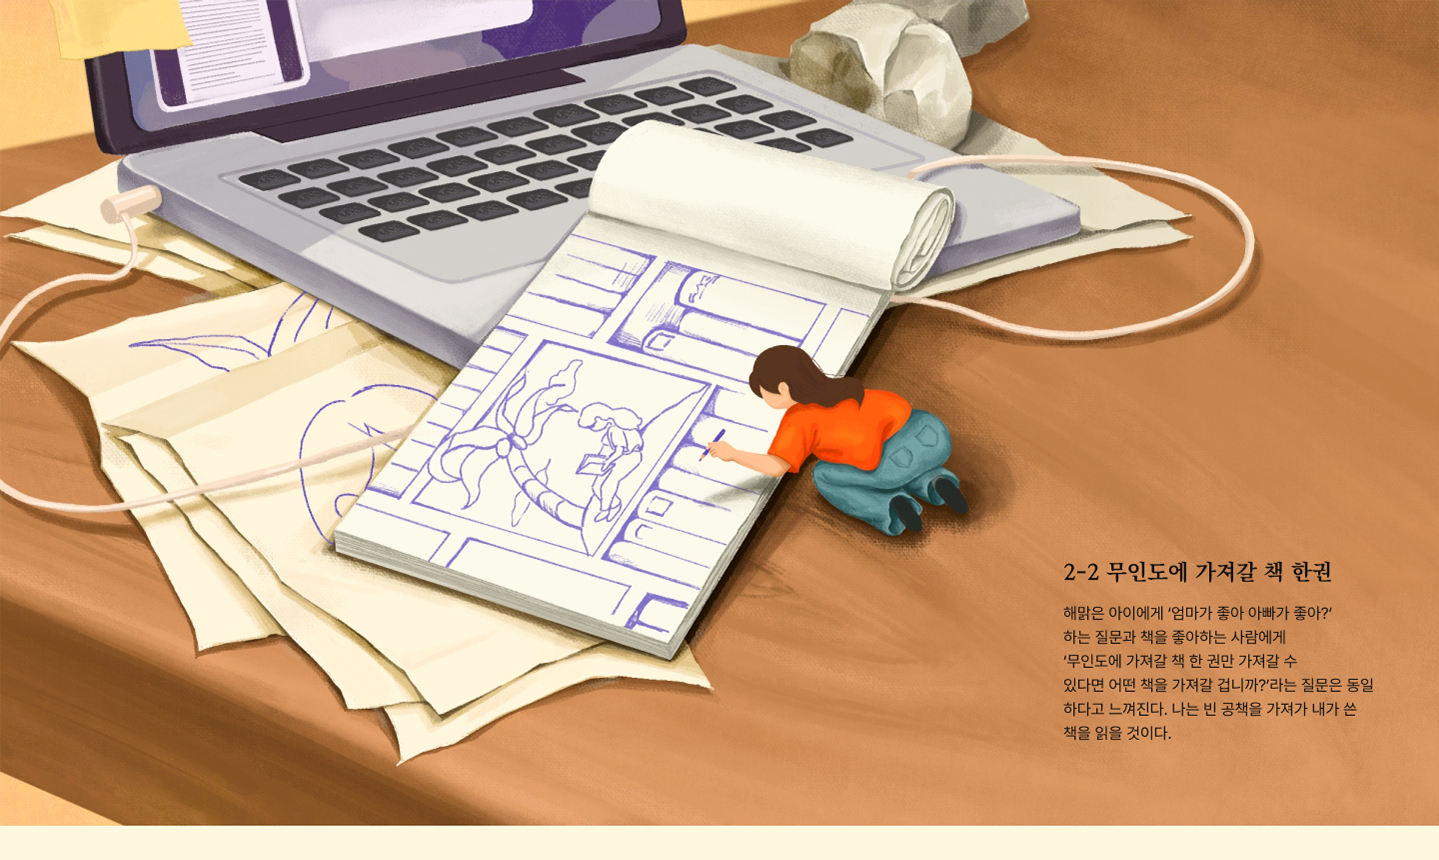 2-2 무인도에 가져갈 책 한권
해맑은 아이에게 ‘엄마가 좋아 아빠가 좋아?‘
하는 질문과 책을 좋아하는 사람에게
‘무인도에 가져갈 책 한 권만 가져갈 수
있다면 어떤 책을 가져갈 겁니까?‘라는 질문은 동일
하다고 느껴진다. 나는 빈 공책을 가져가 내가 쓴
책을 읽을 것이다.